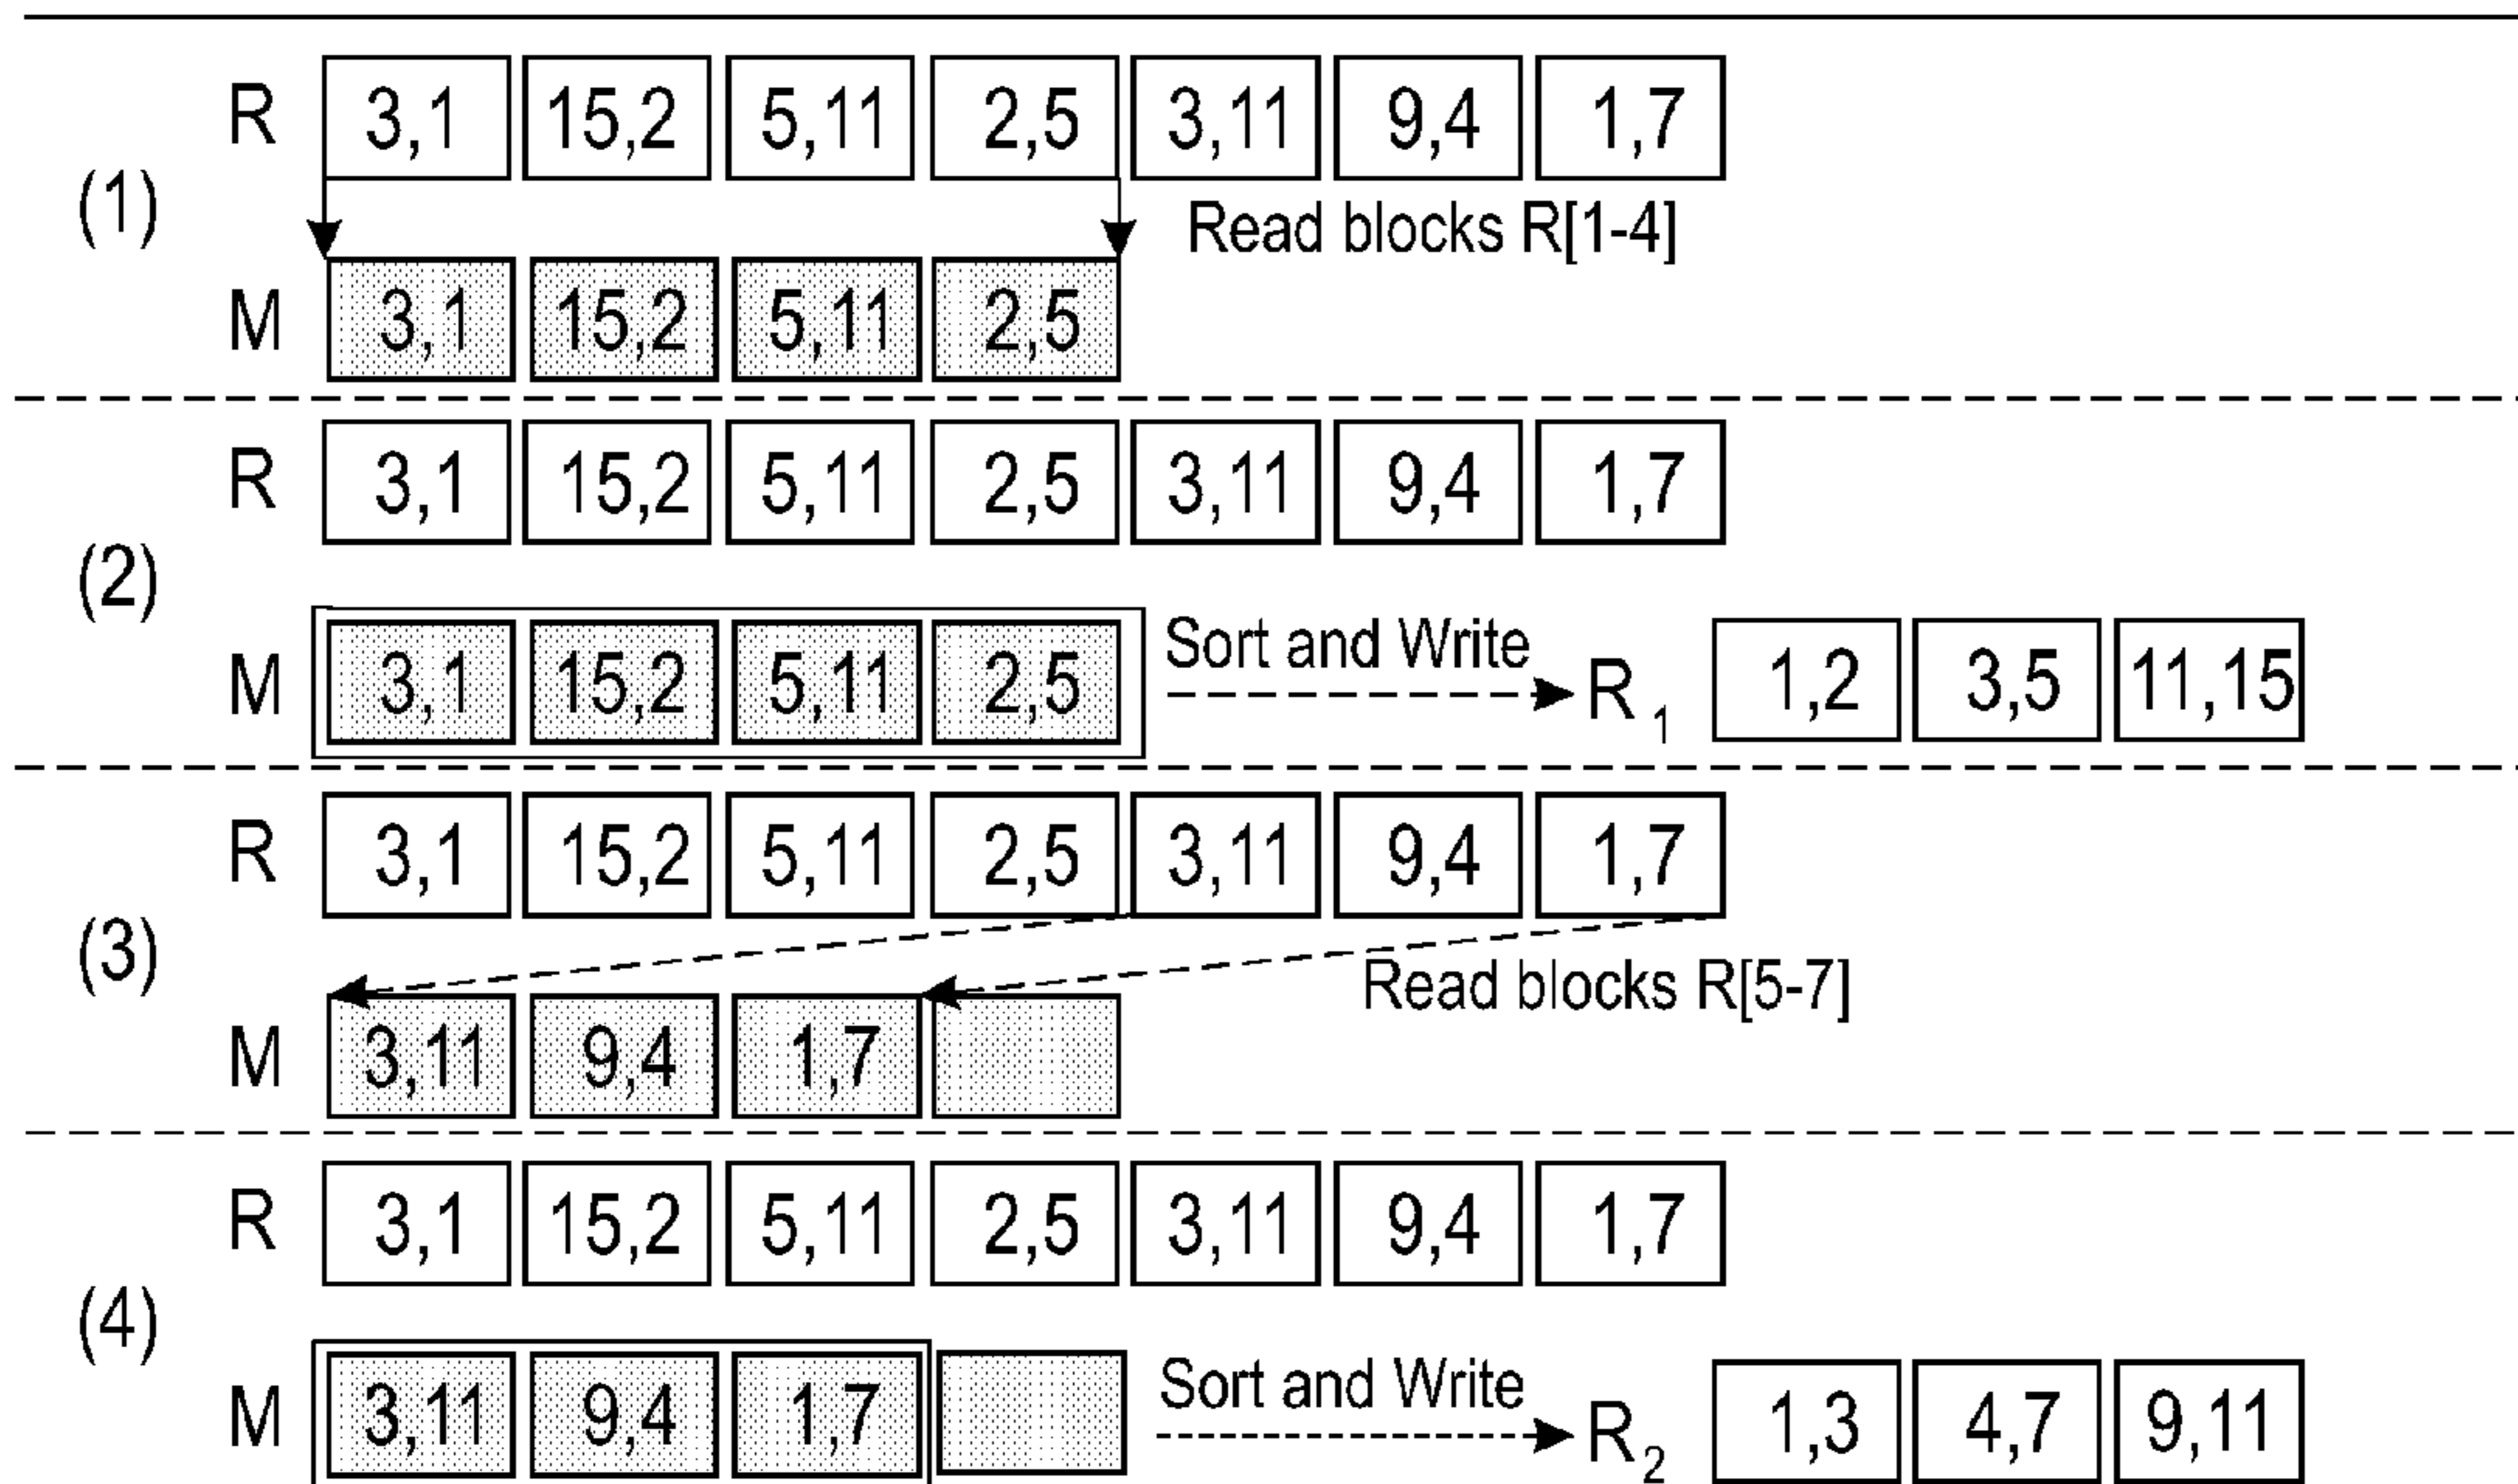 R 3,1 15,2 5,11 2,5 3,11 9,4 1,7
(1) Read blocks R[1-4]
M 3,1 15,2 5,11 2,5
R 3,1 15,2 5,11 2,5 3,11 9,4 1,7
(2)
Sort and Write
M 3,1 15,2 5,11 2,5 R1 1,2 3,5 11,15
R 3,1 15,2 5,11 2,5 3,11 9,4 1,7
(3) Read blocks R[5-7]
M 3,11 9,4 1,7
R 3,1 15,2 5,11 2,5 3,11 9,4 1,7
(4)
Sort and Write
M 3,11 9,4 1,7 R2 1,3 4,7 9,11